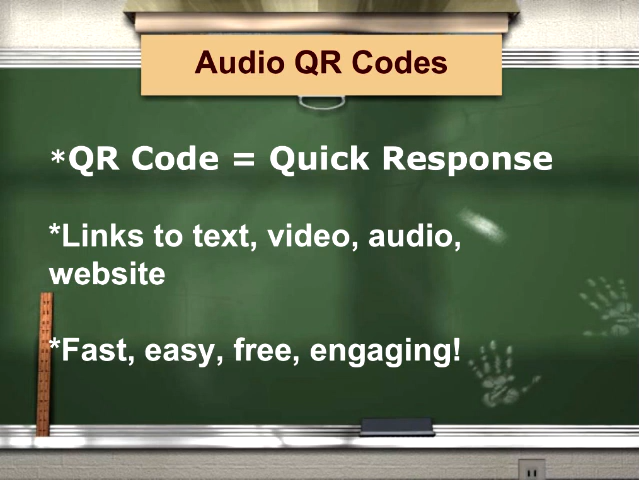 Audio QR Codes
*QR Code = Quick Response
*Links to text, video, audio,
website
*Fast, easy, free, engaging!